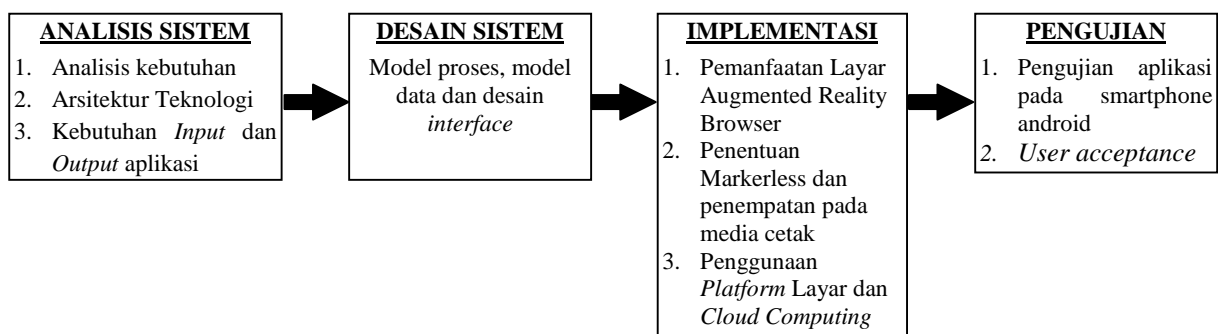 ANALISIS SISTEM
1. Analisis kebutuhan
2. Arsitektur Teknologi
3. Kebutuhan Input dan
Output aplikasi
DESAIN SISTEM
Model proses, model
data dan desain
interface
IMPLEMENTASI
1. Pemanfaatan Layar
Augmented Reality
Browser
2. Penentuan
Markerless dan
penempatan pada
media cetak
3. Penggunaan
Platform Layar dan
Cloud Computing
PENGUJIAN
1. Pengujian aplikasi
pada smartphone
android
2. User acceptance